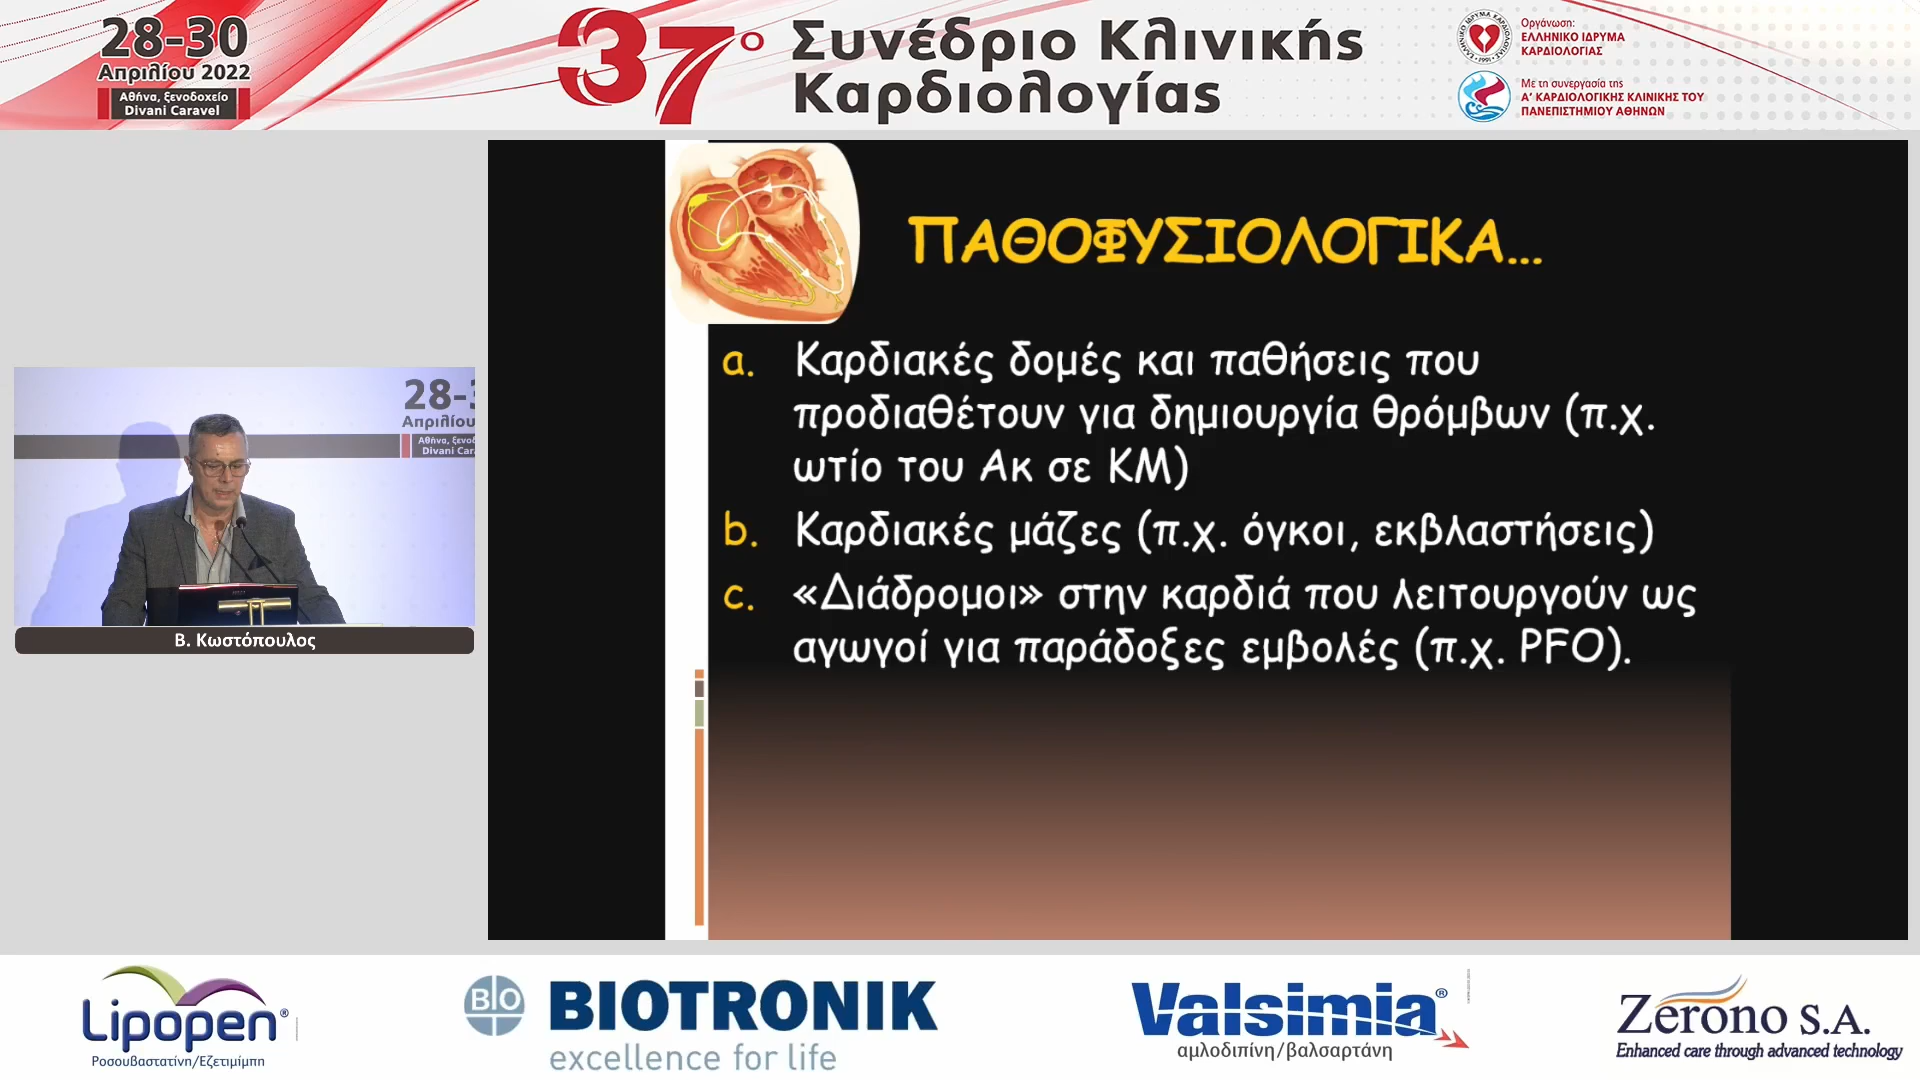 28-30
Απριλίου 2022
Αθήνα, ξενοδοχείο
Divani Caravel
37ο Συνέδριο Κλινικής
Καρδιολογίας
Οργάνωση:
ΕΛΛΗΝΙΚΟ ΙΔΡΥΜΑ
ΚΑΡΔΙΟΛΟΓΙΑΣ
Με τη συνεργασία της
Α' ΚΑΡΔΙΟΛΟΓΙΚΗΣ ΚΛΙΝΙΚΗΣ ΤΟΥ
ΠΑΝΕΠΙΣΤΗΜΙΟΥ ΑΘΗΝΩΝ
ΠΑΘΟΦΥΣΙΟΛΟΓΙΚΑ...
a. Καρδιακές δομές και παθήσεις που
προδιαθέτουν για δημιουργία θρόμβων (π.χ.
ωτίο του Ακ σε ΚΜ)
b. Καρδιακές μάζες (π.χ. όγκοι, εκβλαστήσεις)
c. «Διάδρομοι» στην καρδιά που λειτουργούν ως
αγωγοί για παράδοξες εμβολές (π.χ. PFO).
28-3
Απριλίου
Αθήνα, ξενοδ
Divani Cara
Β. Κωστόπουλος
Lipopen®
Ροσουβαστατίνη/Εζετιμίμπη
BIO BIOTRONIK
excellence for life
Valsimia®
αμλοδιπίνη/βαλσαρτάνη
Zerono S.A.
Enhanced care through advanced technology